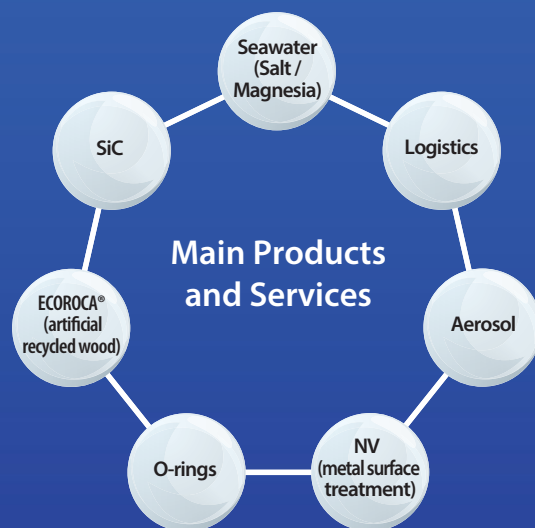 Seawater
(Salt /
Magnesia)
SiC
Logistics
Main Products
and Services
ECOROCA®
(artificial
recycled wood)
Aerosol
O-rings
NV
(metal surface
treatment)